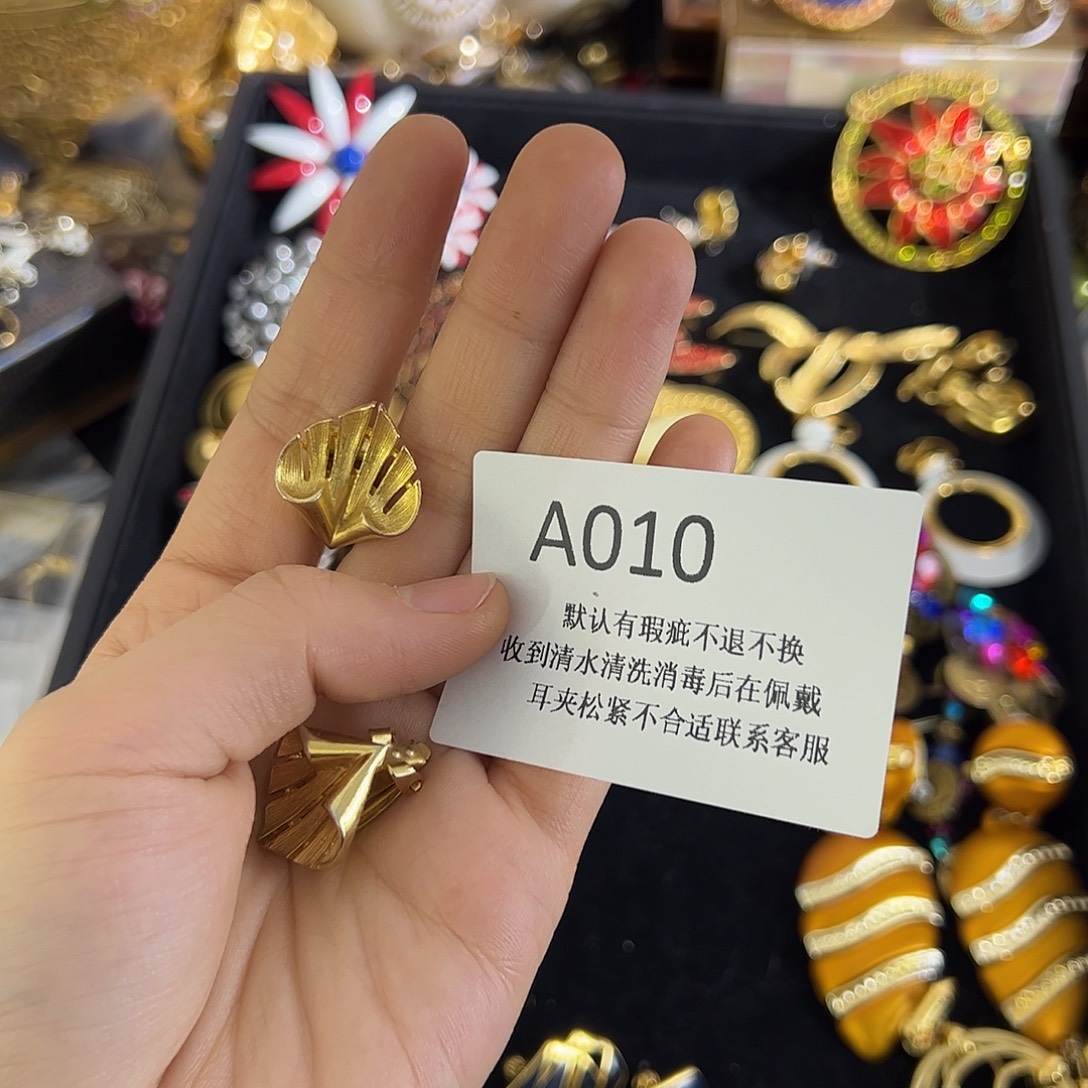 A010
默认有瑕疵不退不换
收到清水清洗消毒后在佩戴
耳夹松紧不合适联系客服